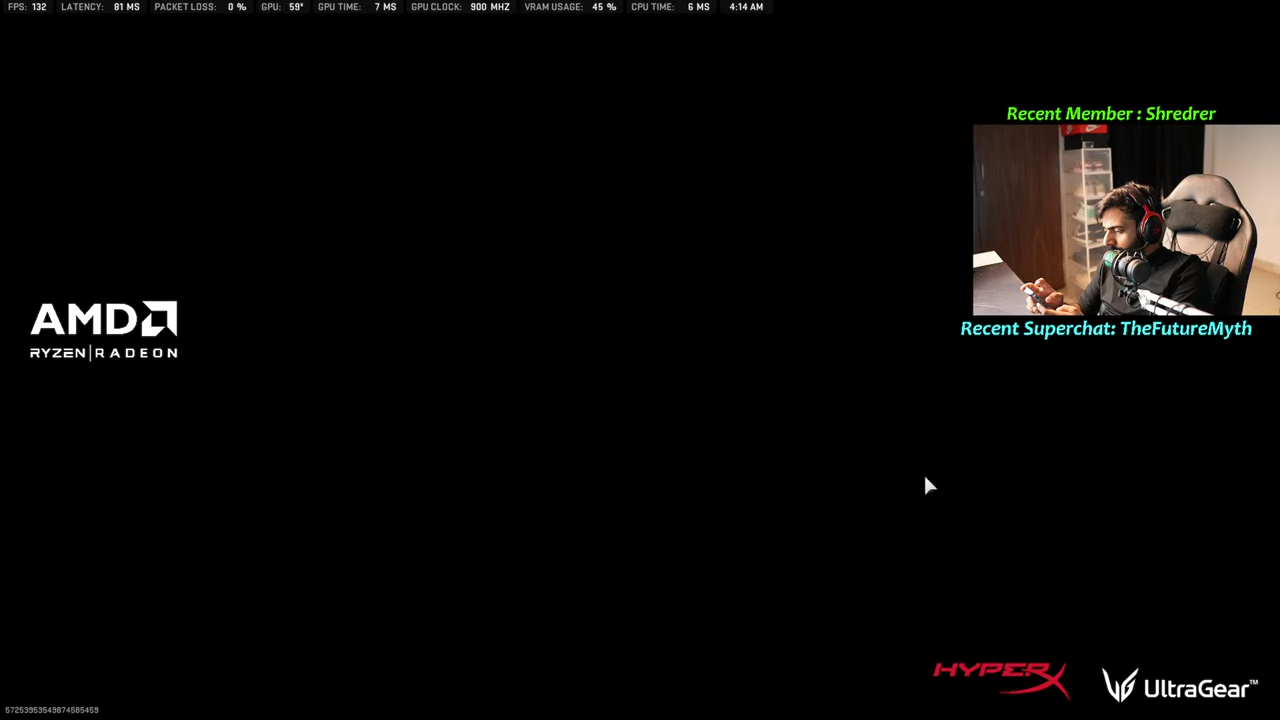 FPS: 132 LATENCY: 81 MS PACKET LOSS: 0 % GPU: 59° GPU TIME: 7 MS GPU CLOCK: 900 MHZ VRAM USAGE: 45 % CPU TIME: 6 MS 4:14 AM
Recent Member : Shredrer
Recent Superchat: TheFutureMyth
AMD
RYZEN|RADEON
HYPERX
UltraGear™
57253953549874585459